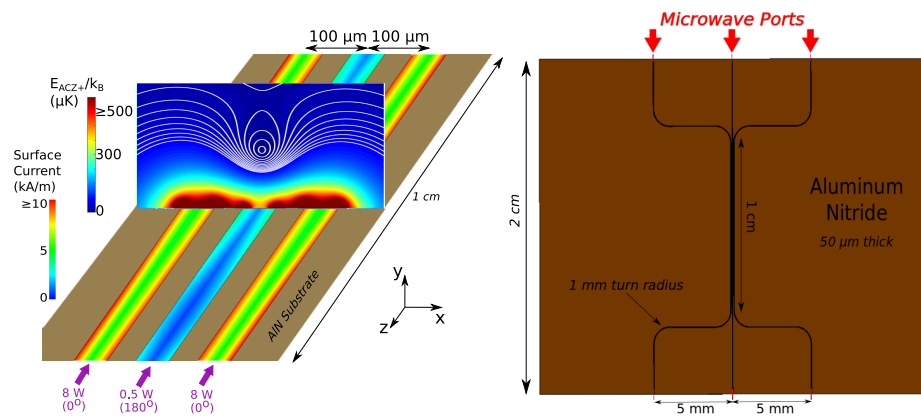 100 μm 100 μm
E_ACZ+/k_B
(μK)
≥500
300
0
Surface
Current
(kA/m)
≥10
5
0
1 cm
AlN Substrate
y
x
z
8 W
(0°)
0.5 W
(180°)
8 W
(0°)
Microwave Ports
2 cm
1 cm
Aluminum
Nitride
50 μm thick
1 mm turn radius
5 mm 5 mm